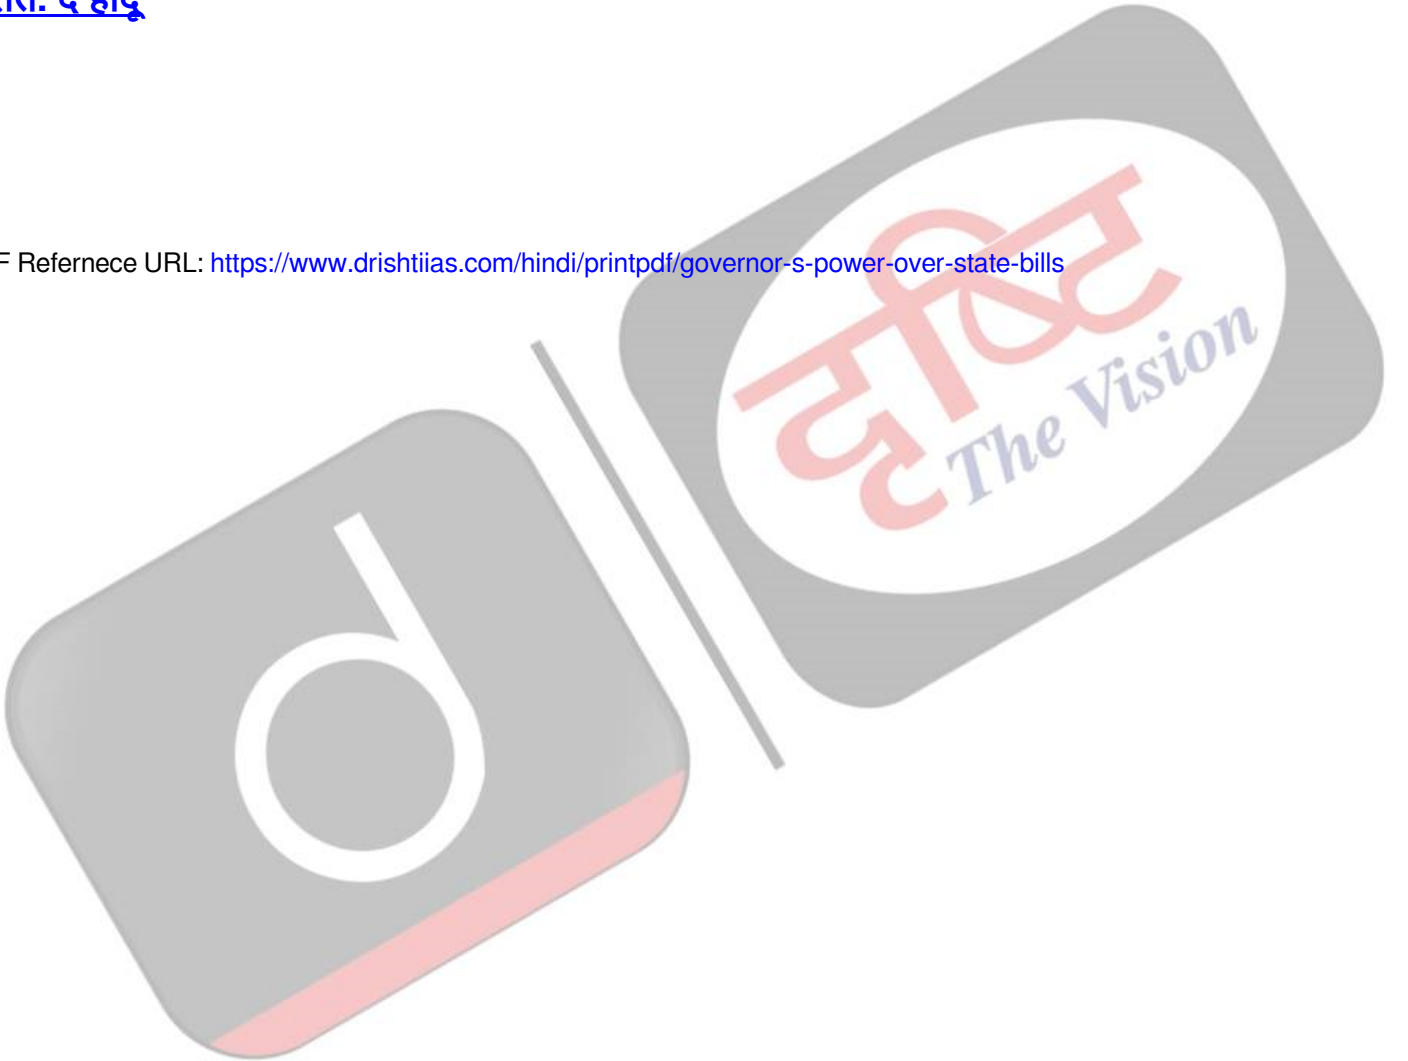 द हिंदू
F Refernece URL: https://www.drishtiias.com/hindi/printpdf/governor-s-power-over-state-bills
दृष्टि
The Vision
d